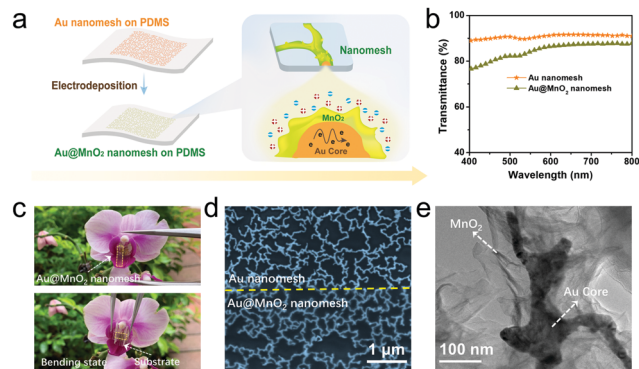 a
Au nanomesh on PDMS
Electrodeposition
Au@MnO₂ nanomesh on PDMS
Nanomesh
MnO₂
Au Core
e
e
e
e
e
b
Transmittance (%)
100
80
60
40
Au nanomesh
Au@MnO₂ nanomesh
400
500
600
700
800
Wavelength (nm)
c
Au@MnO₂ nanomesh
Bending state
Substrate
d
Au nanomesh
Au@MnO₂ nanomesh
1 μm
e
MnO₂
Au Core
100 nm